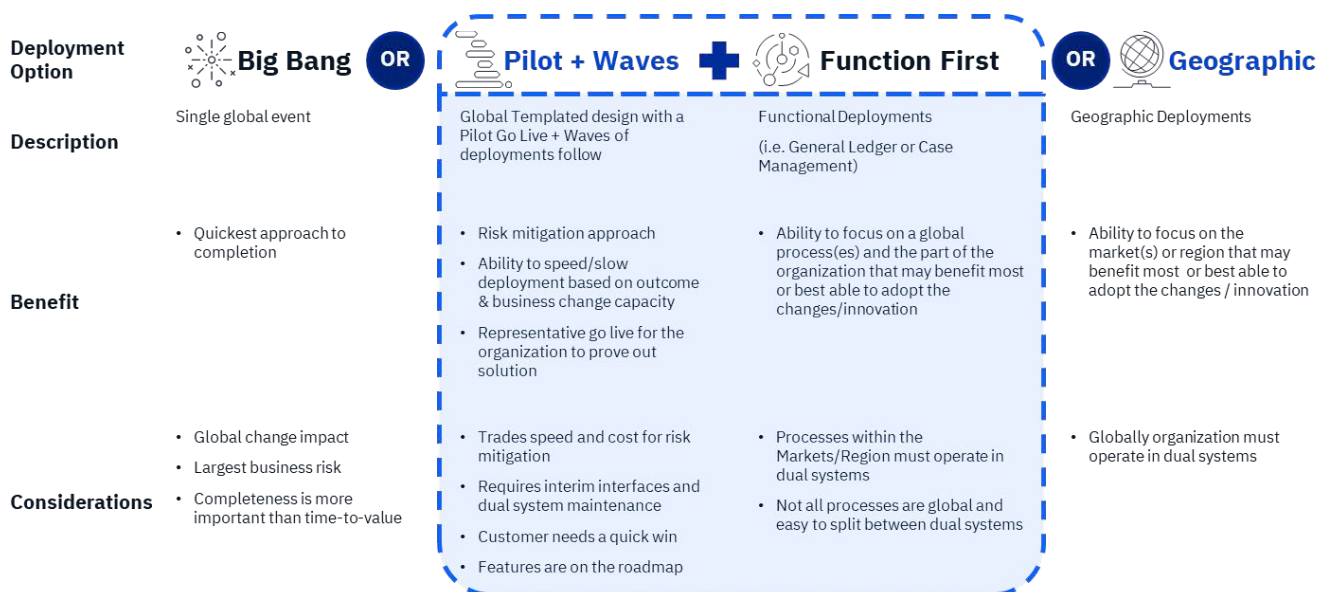 Deployment
Option
Big Bang
OR
Pilot + Waves
Function First
OR
Geographic
Description
Single global event
Global Templated design with a
Pilot Go Live + Waves of
deployments follow
Functional Deployments
(i.e. General Ledger or Case
Management)
Geographic Deployments
Benefit
• Quickest approach to
completion
• Risk mitigation approach
• Ability to speed/slow
deployment based on outcome
& business change capacity
• Representative go live for the
organization to prove out
solution
• Ability to focus on a global
process(es) and the part of the
organization that may benefit most
or best able to adopt the
changes/innovation
• Ability to focus on the
market(s) or region that may
benefit most or best able to
adopt the changes / innovation
Considerations
• Global change impact
• Largest business risk
• Completeness is more
important than time-to-value
• Trades speed and cost for risk
mitigation
• Requires interim interfaces and
dual system maintenance
• Customer needs a quick win
• Features are on the roadmap
• Processes within the
Markets/Region must operate in
dual systems
• Not all processes are global and
easy to split between dual systems
• Globally organization must
operate in dual systems